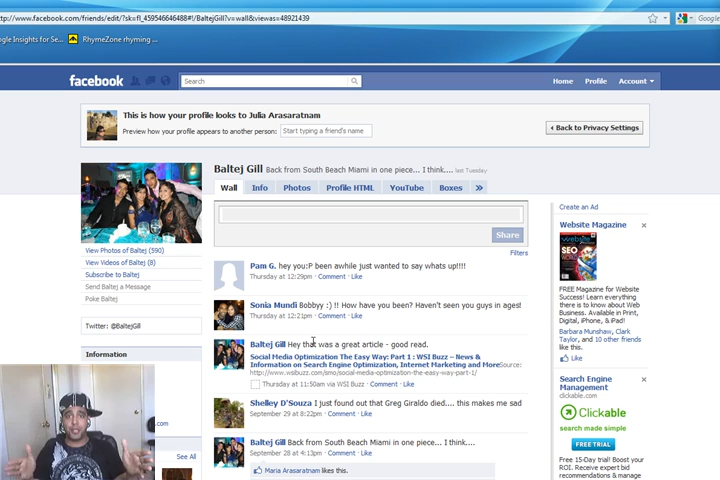 ttp://www.facebook.com/friends/edit/?sk=fl_459546646488#!/BaltejGill?v=wall&viewas=48921439
Google
ogle Insights for Se...
RhymeZone rhyming ...
facebook
Search
Home
Profile
Account
This is how your profile looks to Julia Arasaratnam
Preview how your profile appears to another person:
Start typing a friend's name
Back to Privacy Settings
Baltej Gill Back from South Beach Miami in one piece... I think.... last Tuesday
Wall
Info
Photos
Profile HTML
YouTube
Boxes
»
Share
Filters
View Photos of Baltej (590)
View Videos of Baltej (8)
Subscribe to Baltej
Send Baltej a Message
Poke Baltej
Twitter: @BaltejGill
Information
.com
See All
Pam G. hey you:P been awhile just wanted to say whats up!!!!
Thursday at 12:29pm · Comment · Like
Sonia Mundi Bobbyy :) !! How have you been? Haven't seen you guys in ages!
Thursday at 12:21pm · Comment · Like
Baltej Gill Hey that was a great article - good read.
Social Media Optimization The Easy Way: Part 1 : WSI Buzz – News &
Information on Search Engine Optimization, Internet Marketing and MoreSource:
http://www.wsibuzz.com/smo/social-media-optimization-the-easy-way-part-1/
Thursday at 11:50am via WSI Buzz · Comment · Like
Shelley D'Souza I just found out that Greg Giraldo died.... this makes me sad
September 29 at 8:22pm · Comment · Like
Baltej Gill Back from South Beach Miami in one piece... I think....
September 28 at 4:13pm · Comment · Like
Maria Arasaratnam likes this.
Create an Ad
Website Magazine
website
SEO
WORLD
FREE Magazine for Website
Success! Learn everything
there is to know about Web
Business. Available in Print,
Digital, iPhone, & iPad!
Barbara Munshaw, Clark
Taylor, and 10 other friends
like this.
Like
Search Engine
Management
clickable.com
Clickable
search made simple
FREE TRIAL
Free 15-day trial! Boost your
ROI. Receive expert bid
recommendations & manage